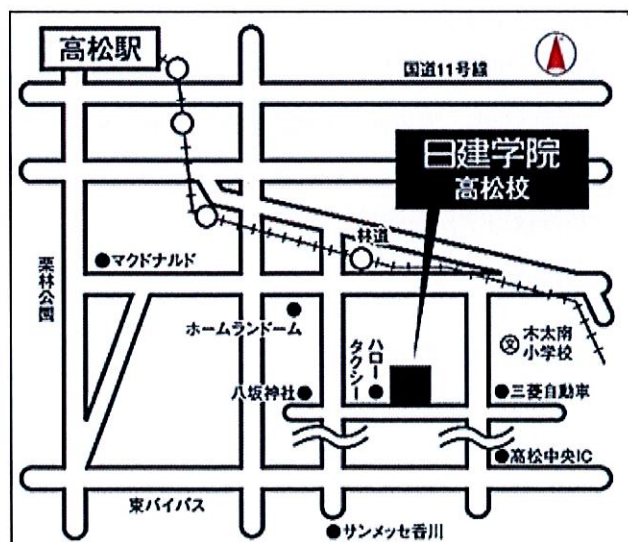 高松駅
国道11号線
日建学院
高松校
林道
マクドナルド
栗林公園
ホームランドーム
ハロー
タクシー
文
木太南
小学校
八坂神社
三菱自動車
高松中央IC
東バイパス
サンメッセ香川